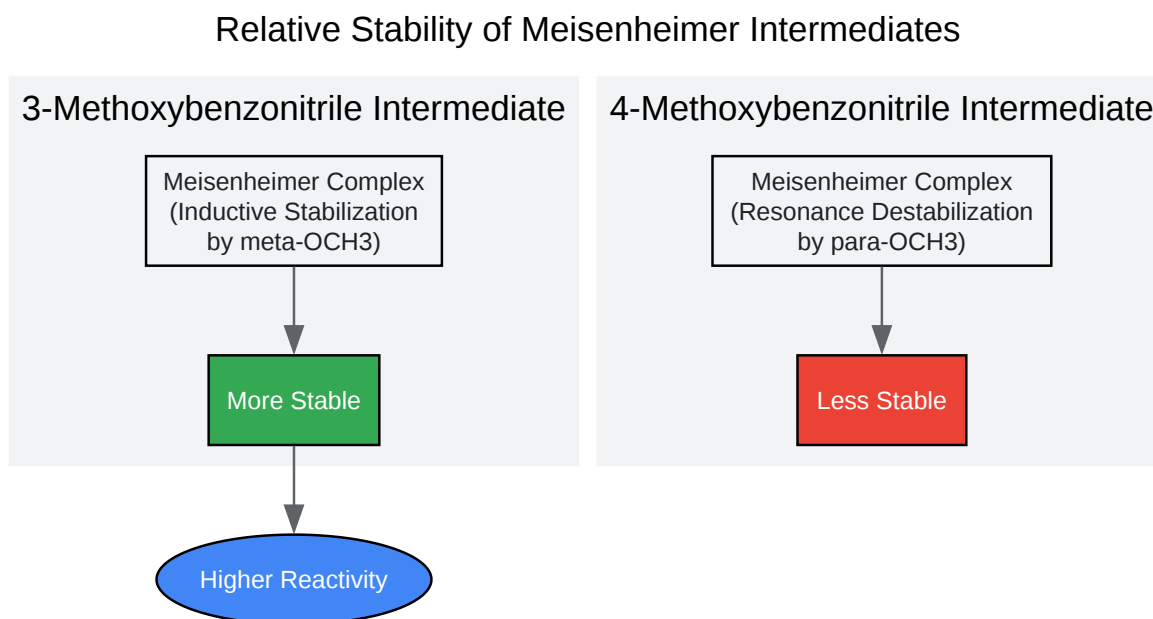 Relative Stability of Meisenheimer Intermediates
3-Methoxybenzonitrile Intermediate
Meisenheimer Complex
(Inductive Stabilization
by meta-OCH3)
More Stable
Higher Reactivity
4-Methoxybenzonitrile Intermediate
Meisenheimer Complex
(Resonance Destabilization
by para-OCH3)
Less Stable